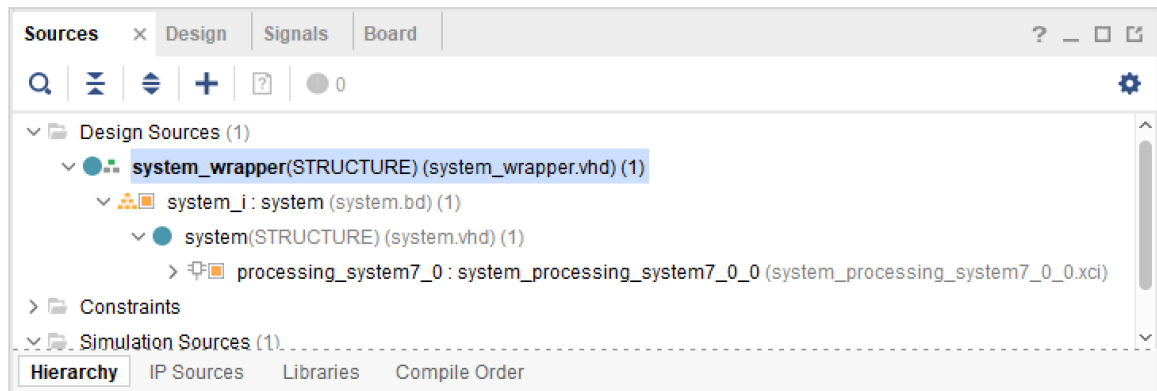 Sources × Design Signals Board ?
0
Design Sources (1)
system_wrapper(STRUCTURE) (system_wrapper.vhd) (1)
system_i : system (system.bd) (1)
system(STRUCTURE) (system.vhd) (1)
processing_system7_0 : system_processing_system7_0_0 (system_processing_system7_0_0.xci)
Constraints
Simulation Sources (1)
Hierarchy IP Sources Libraries Compile Order